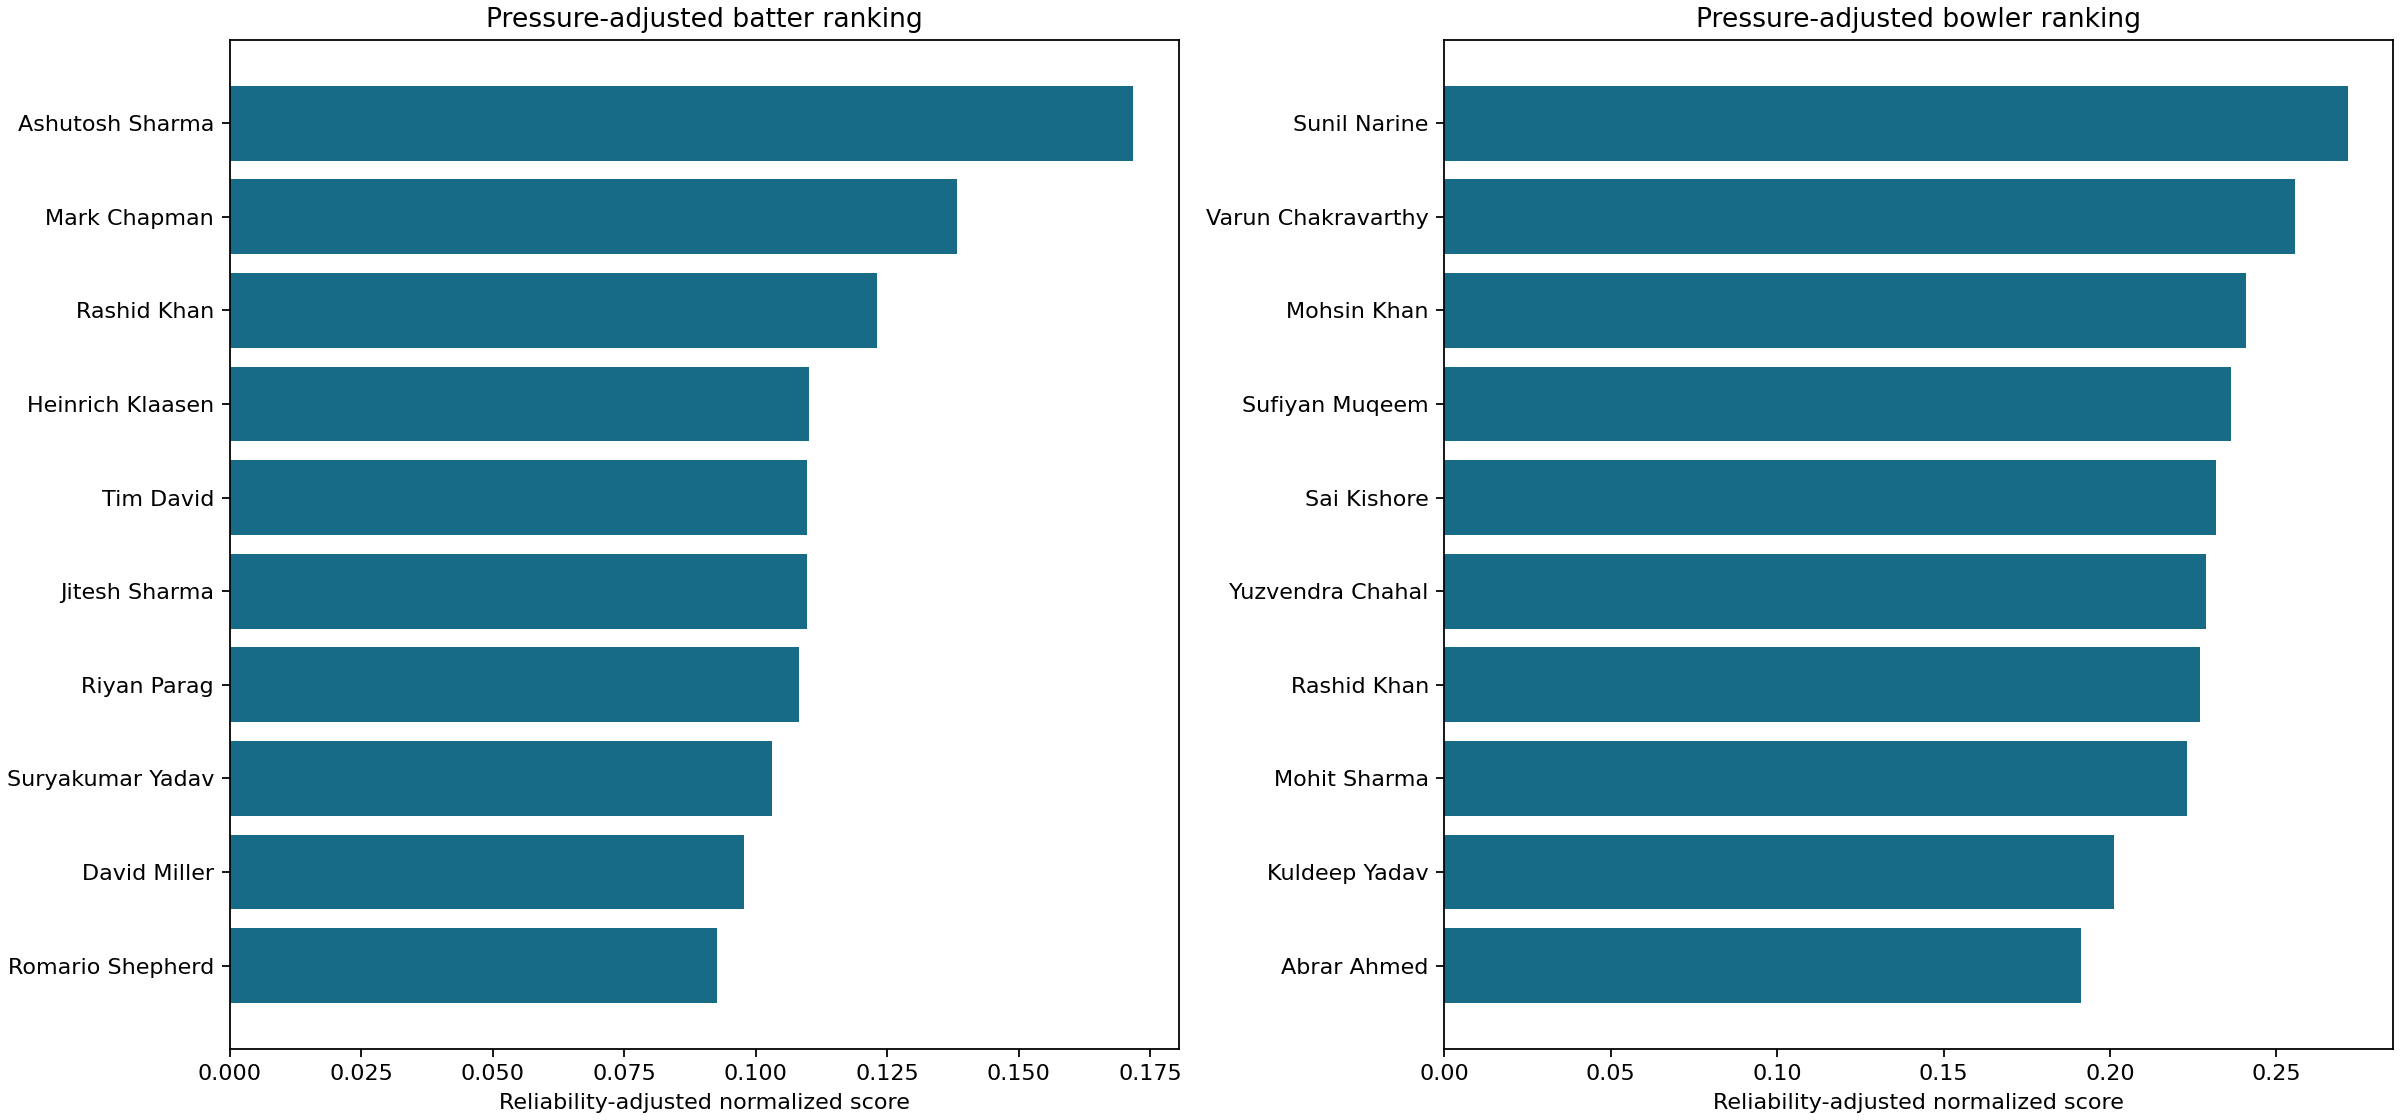 Pressure-adjusted batter ranking
Ashutosh Sharma
Mark Chapman
Rashid Khan
Heinrich Klaasen
Tim David
Jitesh Sharma
Riyan Parag
Suryakumar Yadav
David Miller
Romario Shepherd
0.000 0.025 0.050 0.075 0.100 0.125 0.150 0.175
Reliability-adjusted normalized score
Pressure-adjusted bowler ranking
Sunil Narine
Varun Chakravarthy
Mohsin Khan
Sufiyan Muqeem
Sai Kishore
Yuzvendra Chahal
Rashid Khan
Mohit Sharma
Kuldeep Yadav
Abrar Ahmed
0.00 0.05 0.10 0.15 0.20 0.25
Reliability-adjusted normalized score